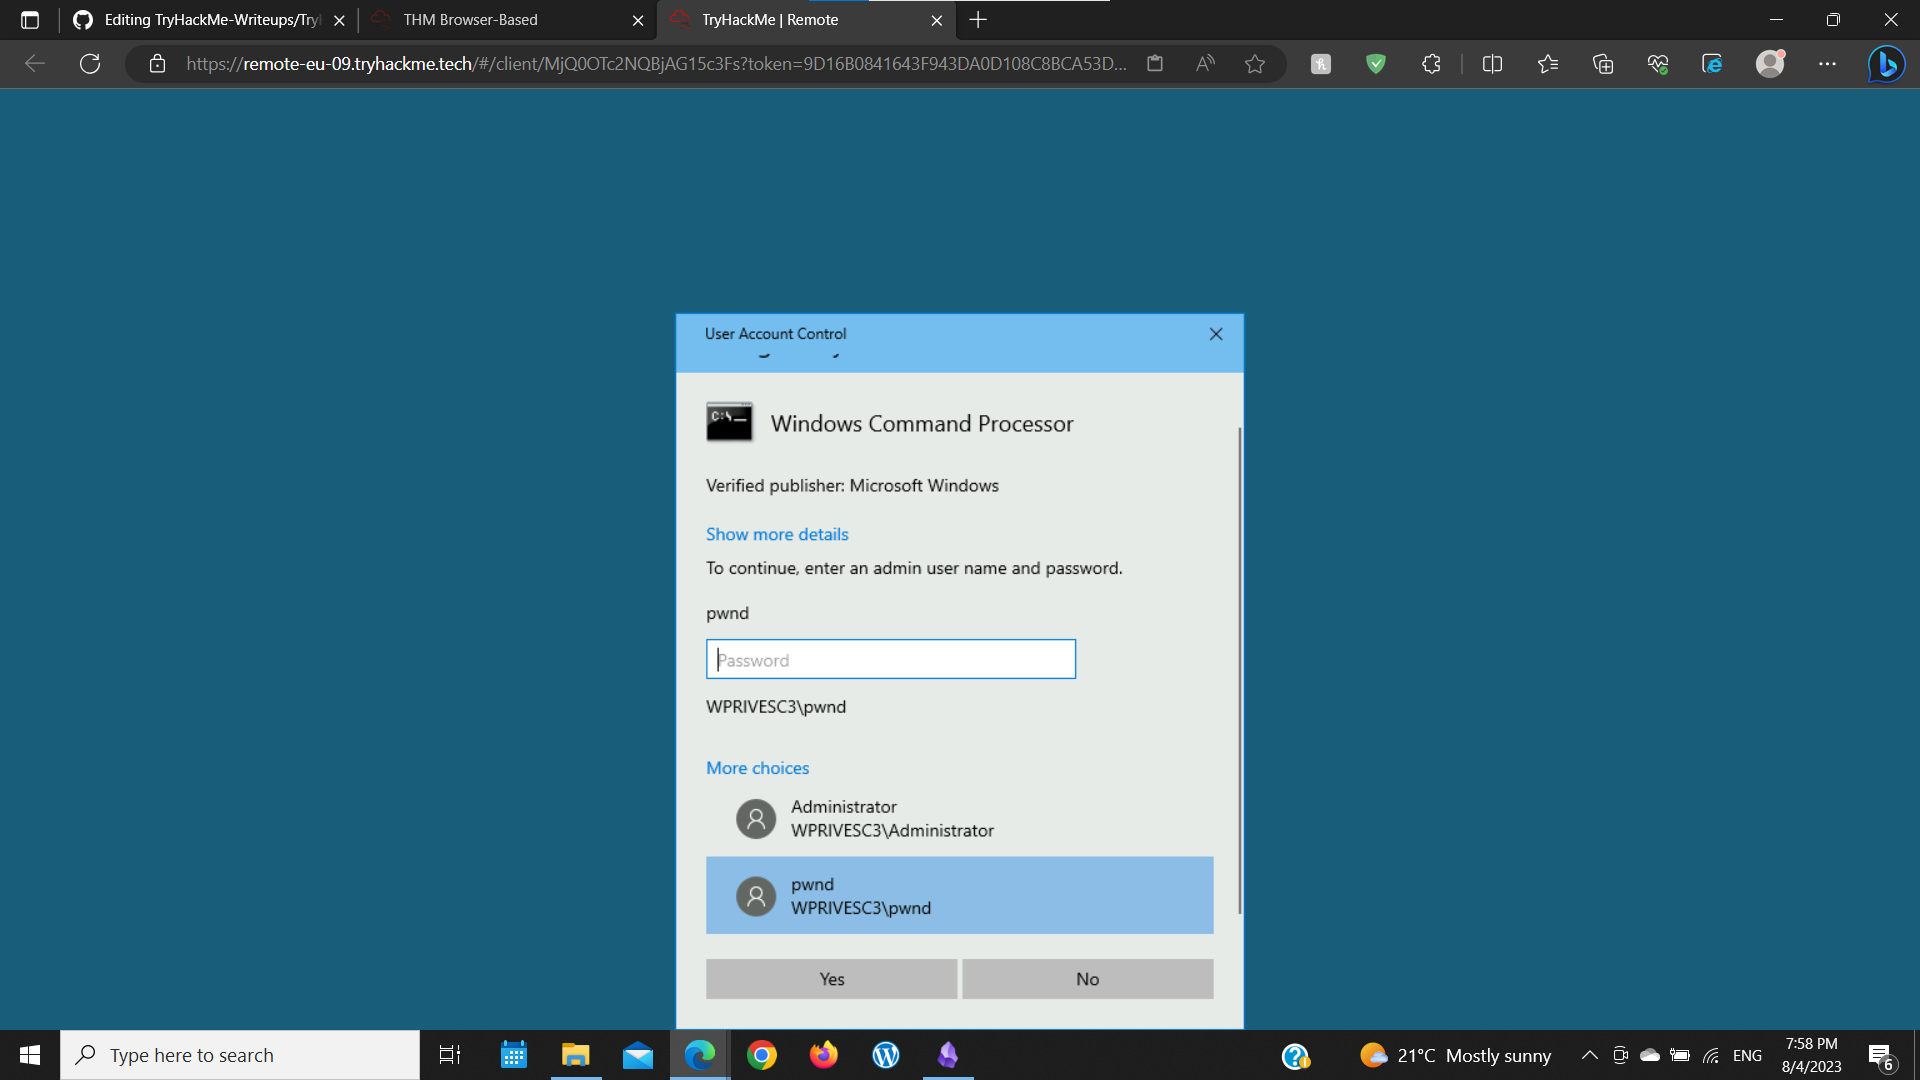 Editing TryHackMe-Writeups/Try
THM Browser-Based
TryHackMe | Remote
https://remote-eu-09.tryhackme.tech/#/client/MjQ0OTc2NQBjAG15c3Fs?token=9D16B0841643F943DA0D108C8BCA53D...
User Account Control
Windows Command Processor
Verified publisher: Microsoft Windows
Show more details
To continue, enter an admin user name and password.
pwnd
Password
WPRIVESC3\pwnd
More choices
Administrator
WPRIVESC3\Administrator
pwnd
WPRIVESC3\pwnd
Yes
No
Type here to search
21°C Mostly sunny
ENG
7:58 PM
8/4/2023
6